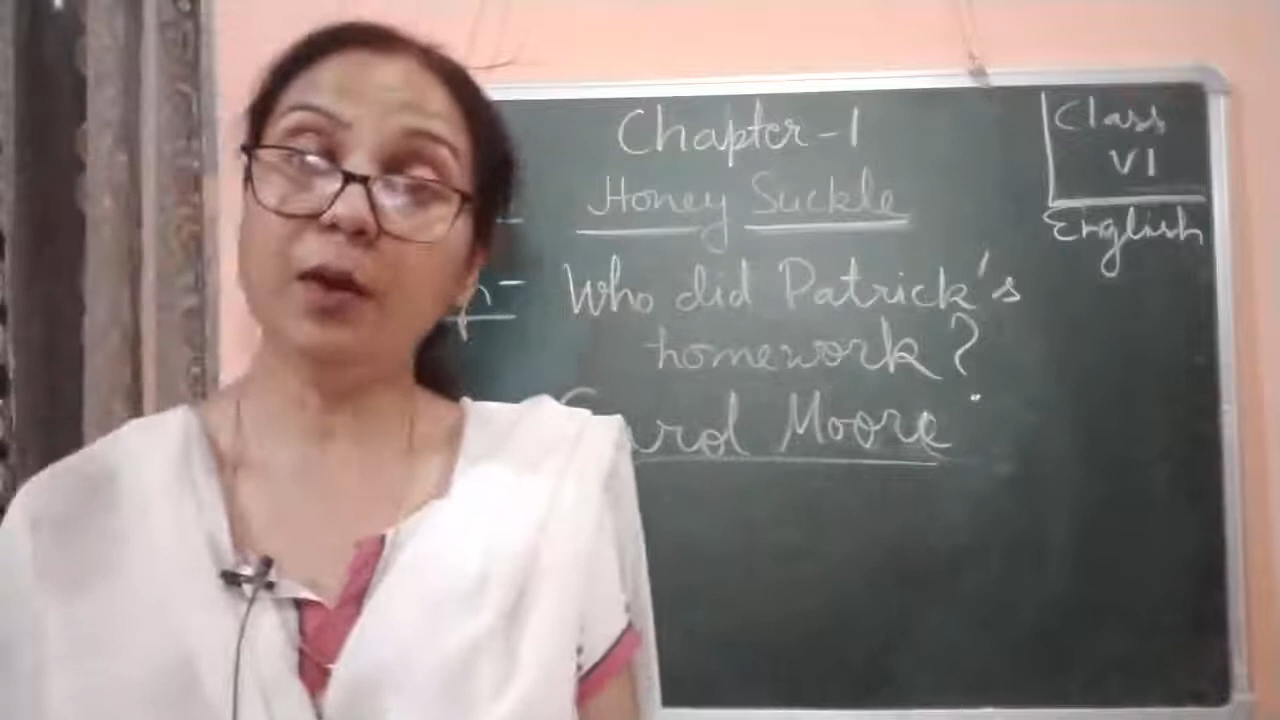 Chapter-1
Honey Suckle
Who did Patrick's
homework?
Moore
Class
VI
English